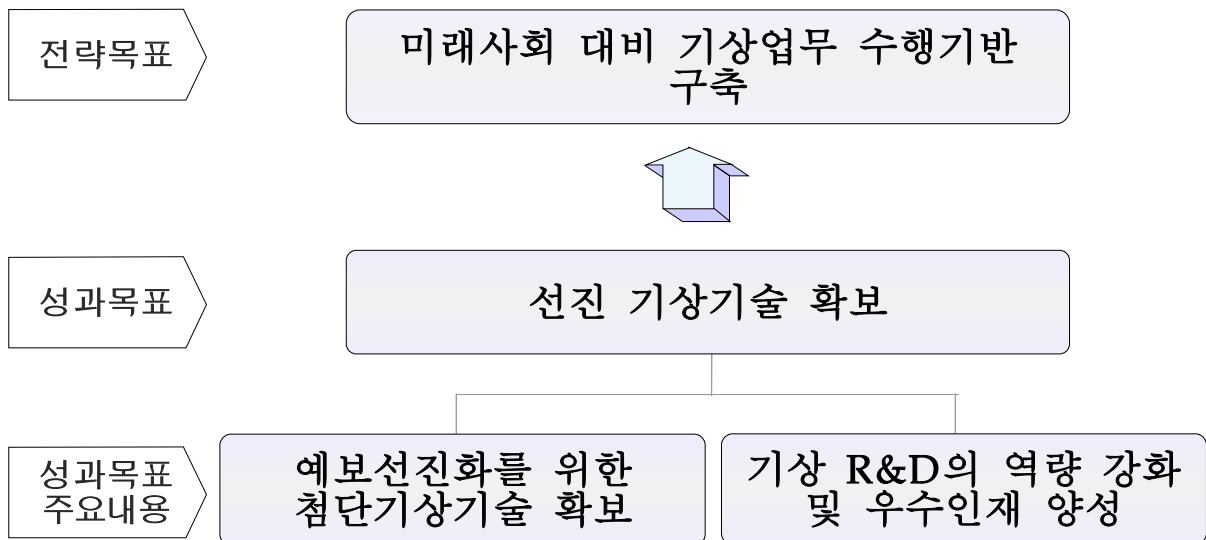 전략목표
미래사회 대비 기상업무 수행기반
구축
성과목표
선진 기상기술 확보
성과목표
주요내용
예보선진화를 위한
첨단기상기술 확보
기상 R&D의 역량 강화
및 우수인재 양성